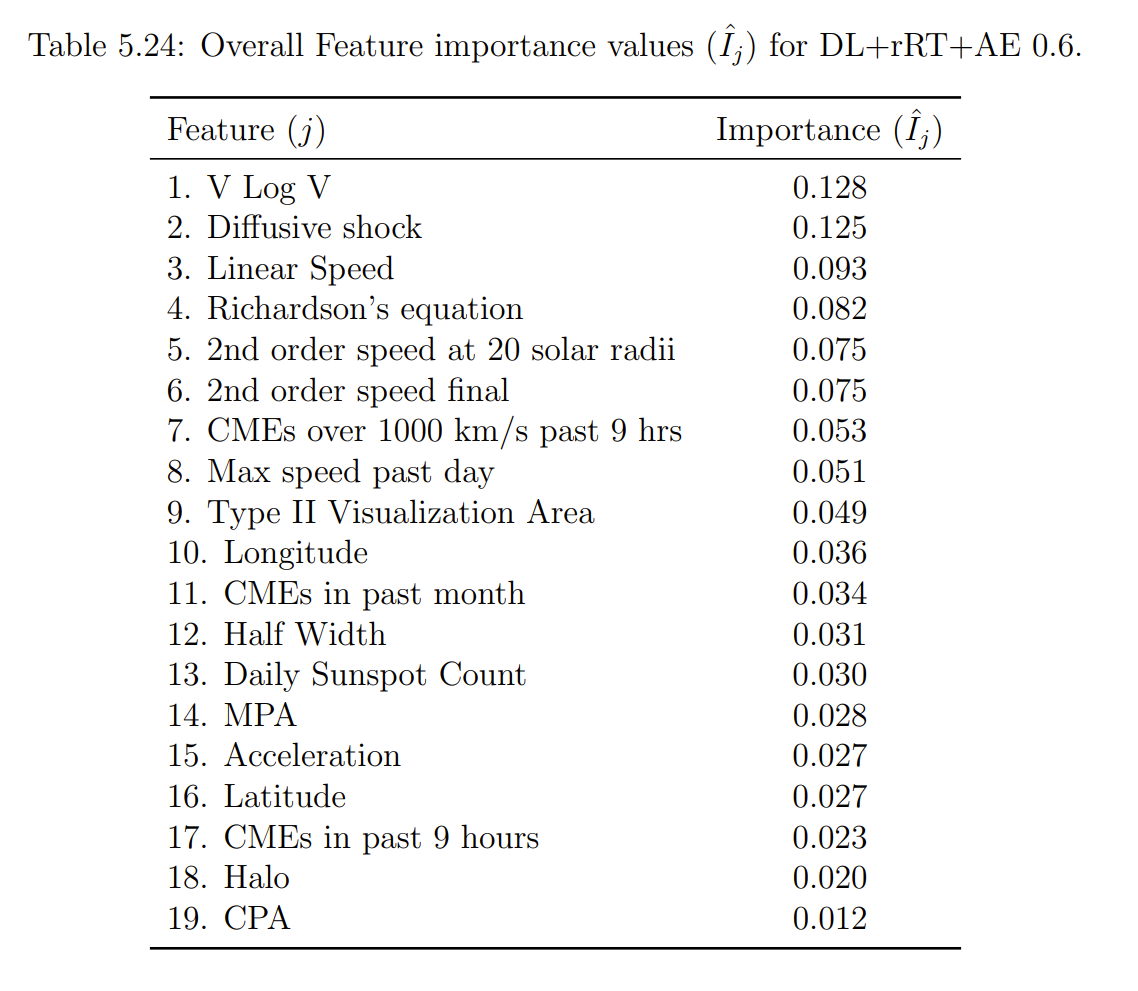 Table 5.24: Overall Feature importance values (Î_j) for DL+rRT+AE 0.6.
Feature (j) Importance (Î_j)
1. V Log V 0.128
2. Diffusive shock 0.125
3. Linear Speed 0.093
4. Richardson's equation 0.082
5. 2nd order speed at 20 solar radii 0.075
6. 2nd order speed final 0.075
7. CMEs over 1000 km/s past 9 hrs 0.053
8. Max speed past day 0.051
9. Type II Visualization Area 0.049
10. Longitude 0.036
11. CMEs in past month 0.034
12. Half Width 0.031
13. Daily Sunspot Count 0.030
14. MPA 0.028
15. Acceleration 0.027
16. Latitude 0.027
17. CMEs in past 9 hours 0.023
18. Halo 0.020
19. CPA 0.012